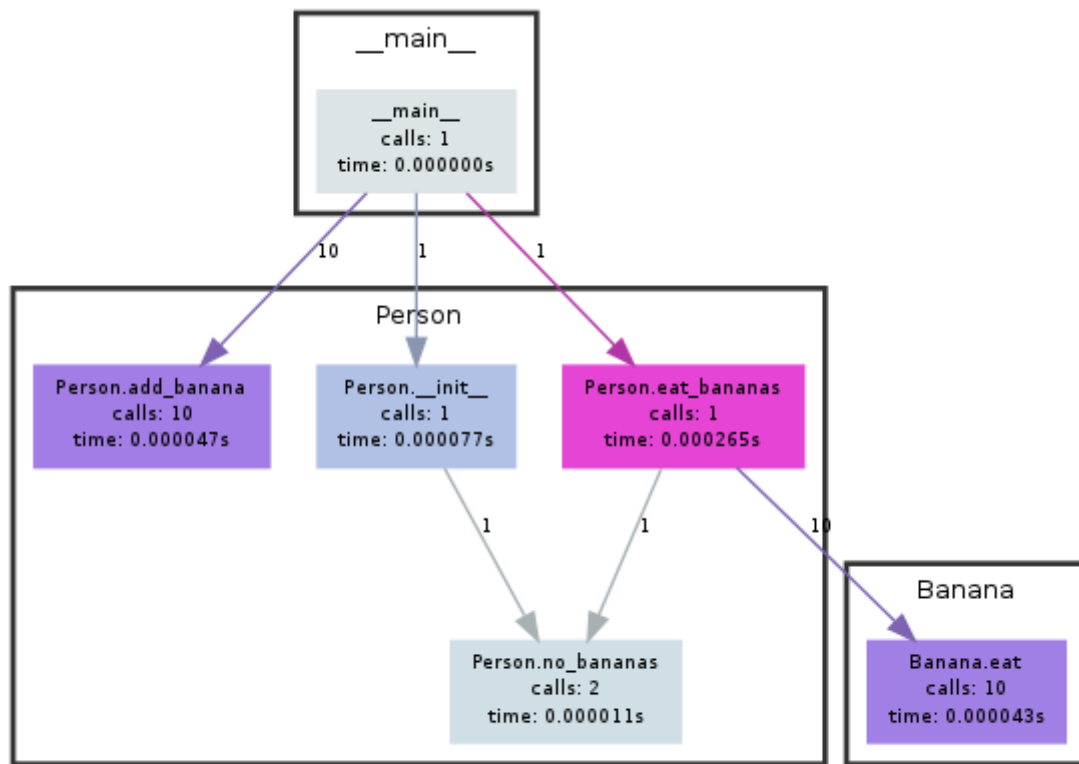 __main__
__main__
calls: 1
time: 0.000000s
10
1
1
Person
Person.add_banana
calls: 10
time: 0.000047s
Person.__init__
calls: 1
time: 0.000077s
Person.eat_bananas
calls: 1
time: 0.000265s
1
1
10
Person.no_bananas
calls: 2
time: 0.000011s
Banana
Banana.eat
calls: 10
time: 0.000043s